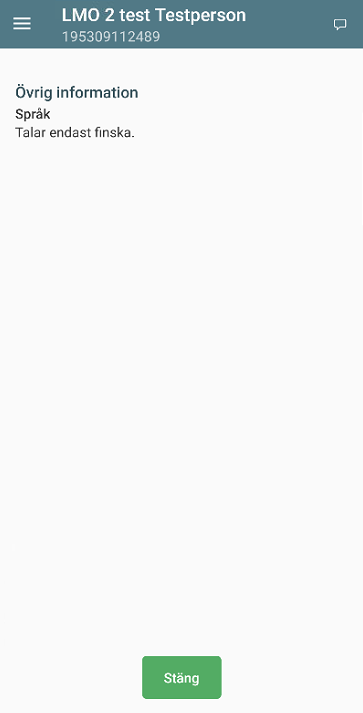 LMO 2 test Testperson
195309112489
Övrig information
Språk
Talar endast finska.
Stäng